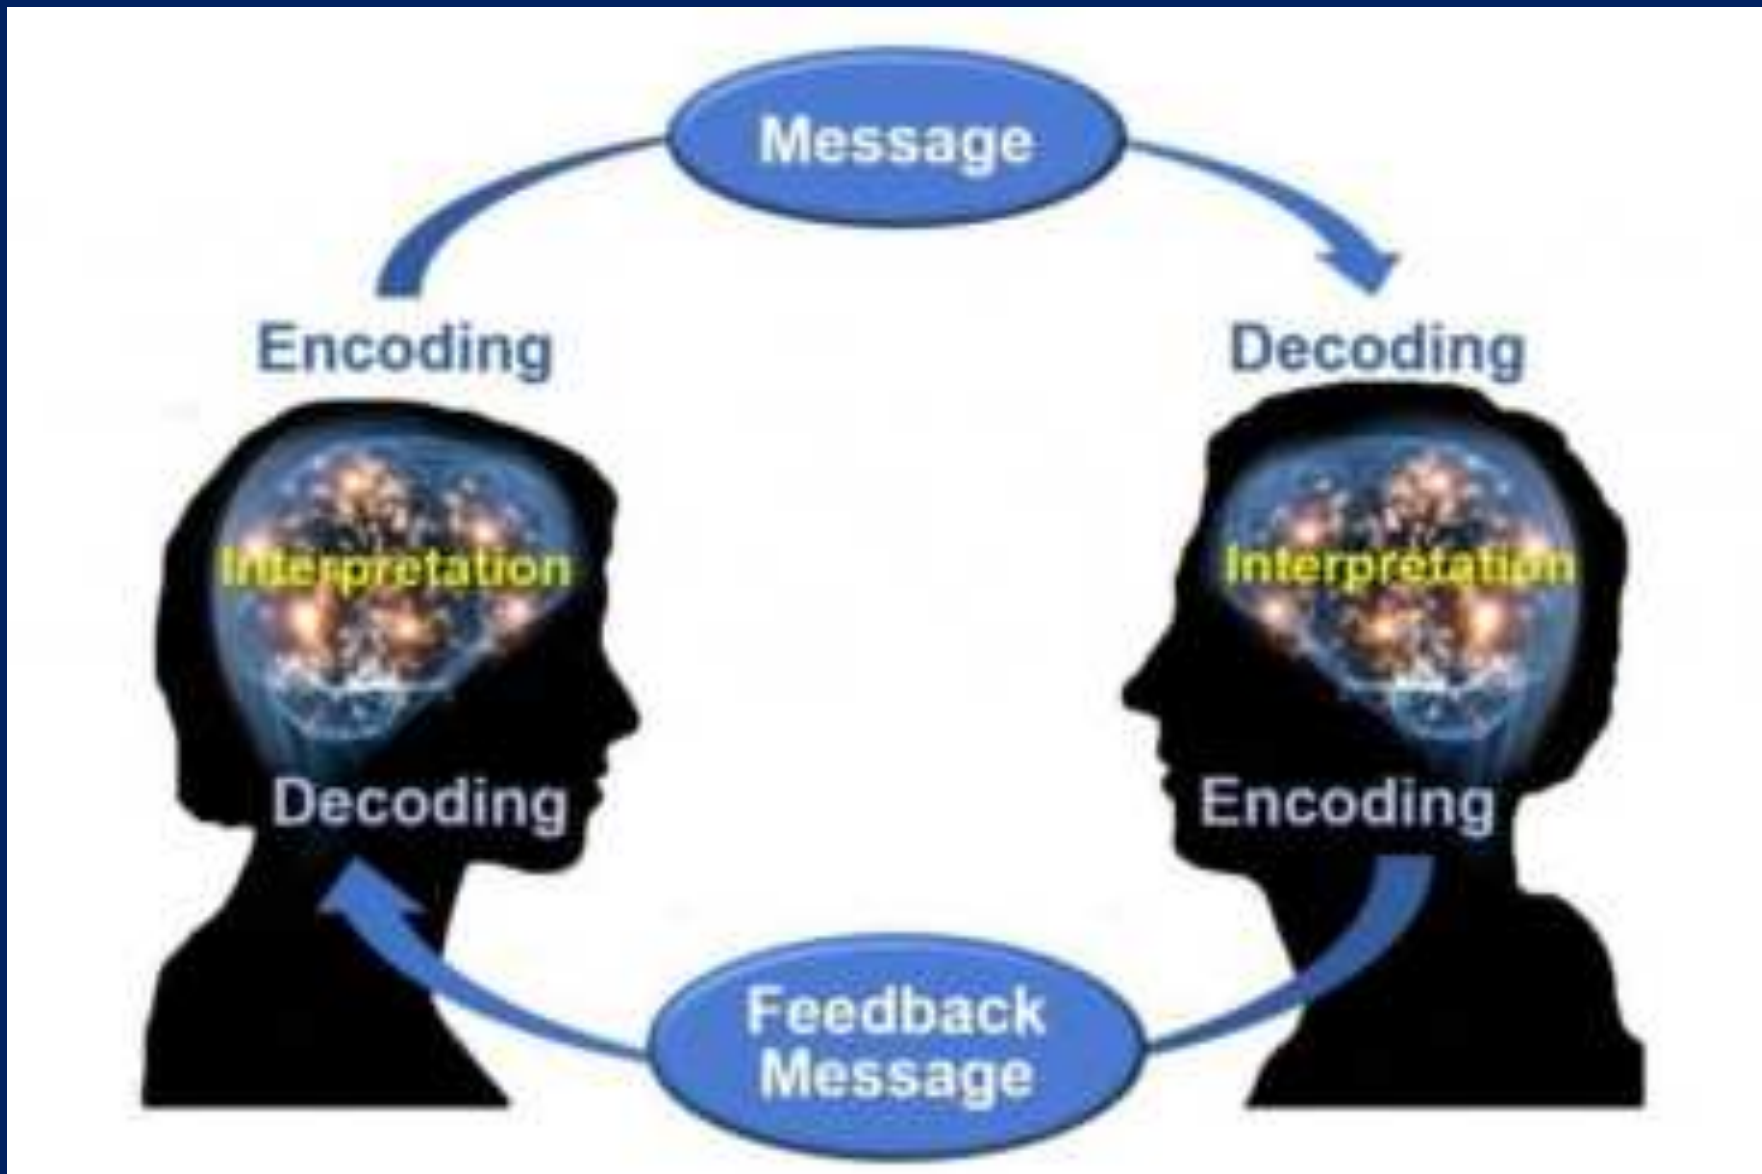 Message
Encoding
Decoding
Interpretation
Interpretation
Decoding
Encoding
Feedback
Message